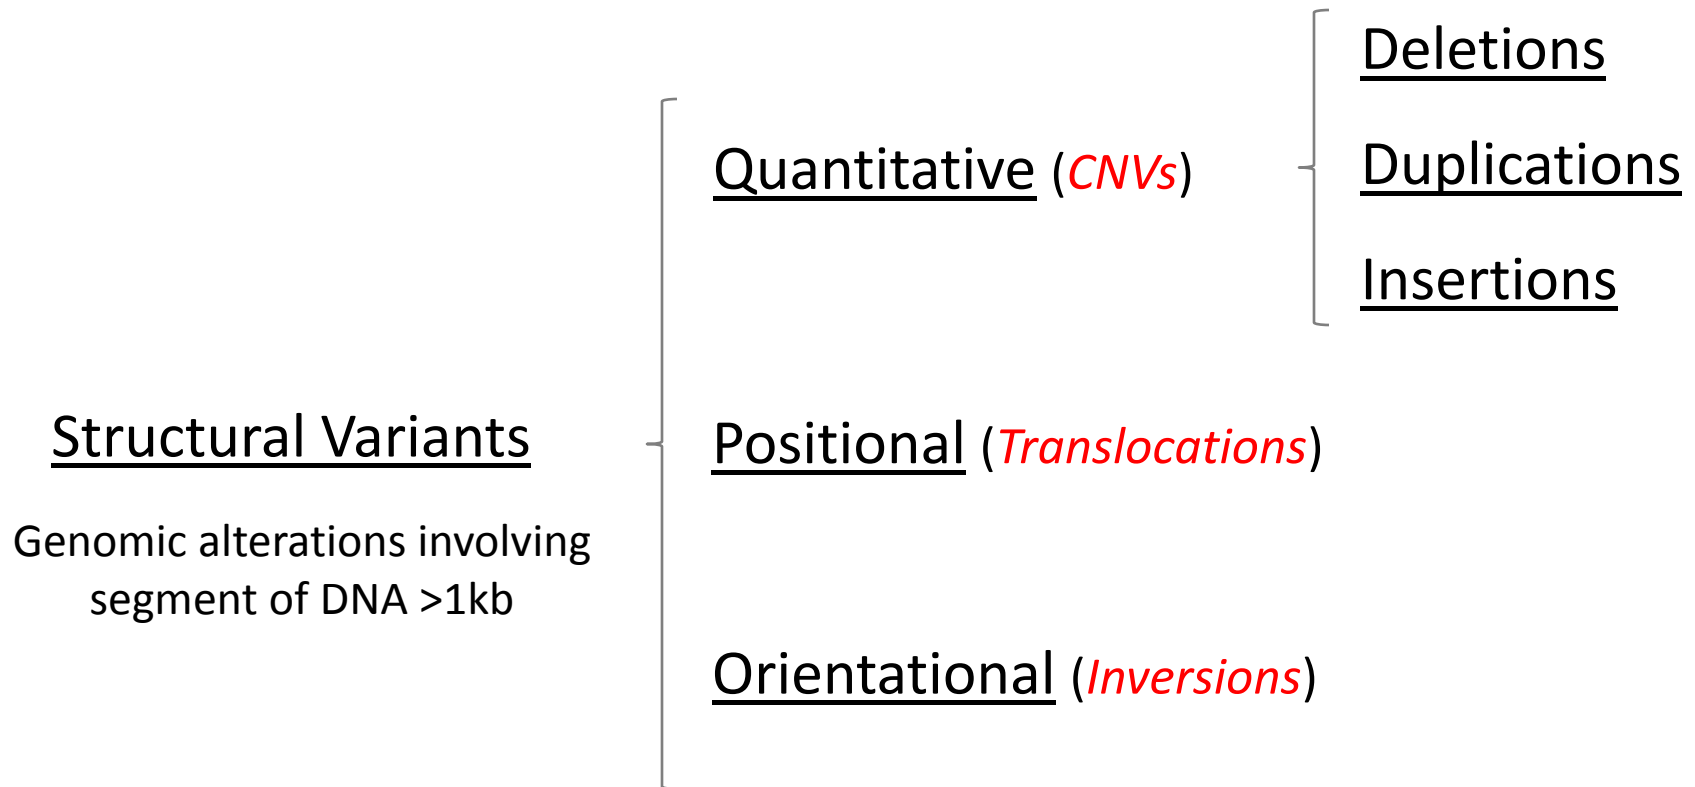 Deletions
Quantitative (CNVs)
Duplications
Insertions
Structural Variants
Genomic alterations involving
segment of DNA >1kb
Positional (Translocations)
Orientational (Inversions)